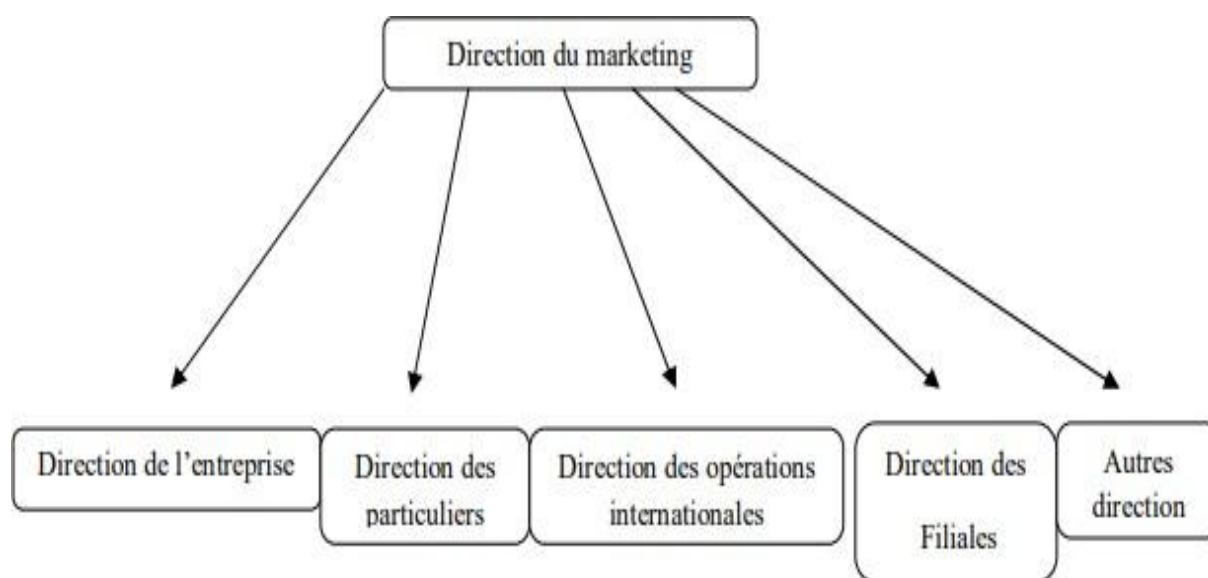 Direction du marketing
Direction de l'entreprise
Direction des
particuliers
Direction des opérations
internationales
Direction des
Filiales
Autres
direction